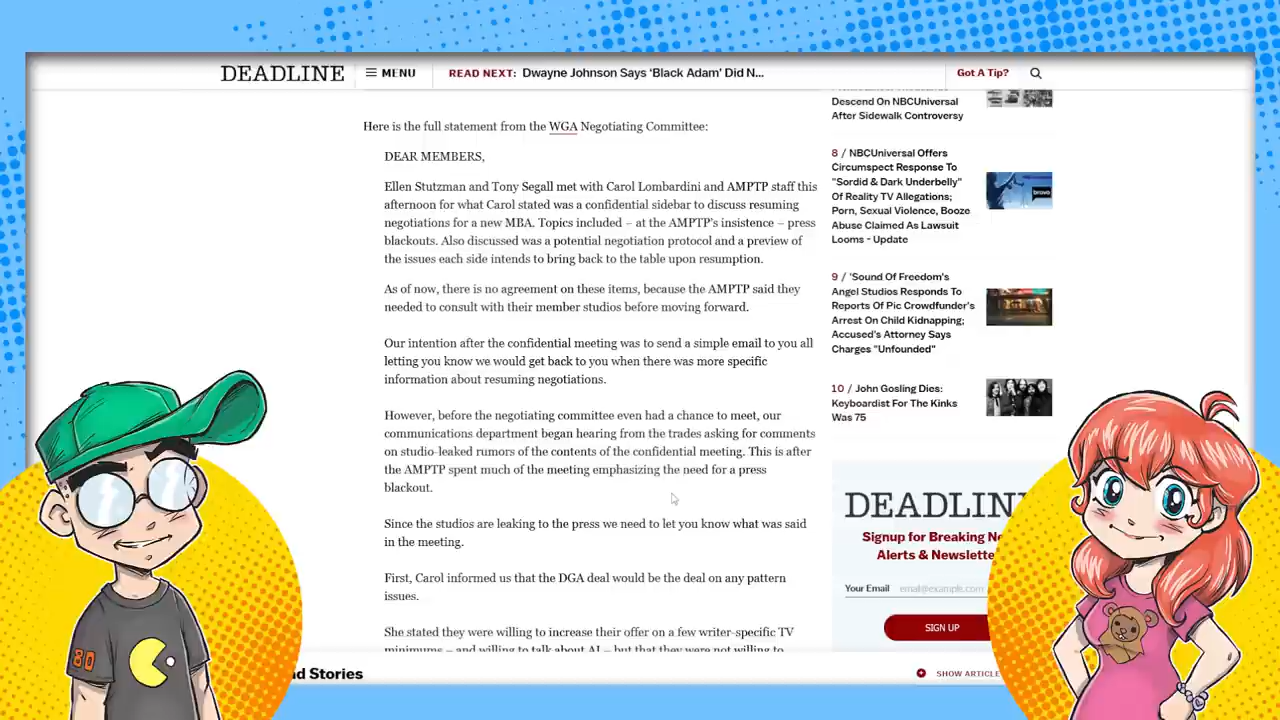 DEADLINE
MENU
READ NEXT: Dwayne Johnson Says 'Black Adam' Did N...
Got A Tip?
Here is the full statement from the WGA Negotiating Committee:
DEAR MEMBERS,
Ellen Stutzman and Tony Segall met with Carol Lombardini and AMPTP staff this
afternoon for what Carol stated was a confidential sidebar to discuss resuming
negotiations for a new MBA. Topics included – at the AMPTP's insistence – press
blackouts. Also discussed was a potential negotiation protocol and a preview of
the issues each side intends to bring back to the table upon resumption.
As of now, there is no agreement on these items, because the AMPTP said they
needed to consult with their member studios before moving forward.
Our intention after the confidential meeting was to send a simple email to you all
letting you know we would get back to you when there was more specific
information about resuming negotiations.
However, before the negotiating committee even had a chance to meet, our
communications department began hearing from the trades asking for comments
on studio-leaked rumors of the contents of the confidential meeting. This is after
the AMPTP spent much of the meeting emphasizing the need for a press
blackout.
Since the studios are leaking to the press we need to let you know what was said
in the meeting.
First, Carol informed us that the DGA deal would be the deal on any pattern
issues.
She stated they were willing to increase their offer on a few writer-specific TV
minimums – and willing to talk about AI – but that they were not willing to
Descend On NBCUniversal
After Sidewalk Controversy
8 / NBCUniversal Offers
Circumspect Response To
"Sordid & Dark Underbelly"
Of Reality TV Allegations;
Porn, Sexual Violence, Booze
Abuse Claimed As Lawsuit
Looms - Update
bravo
9 / 'Sound Of Freedom's
Angel Studios Responds To
Reports Of Pic Crowdfunder's
Arrest On Child Kidnapping;
Accused's Attorney Says
Charges "Unfounded"
10 / John Gosling Dies:
Keyboardist For The Kinks
Was 75
DEADLIN
Signup for Breaking Ne
Alerts & Newslette
Your Email email@example.com
SIGN UP
d Stories
SHOW ARTICLE
80